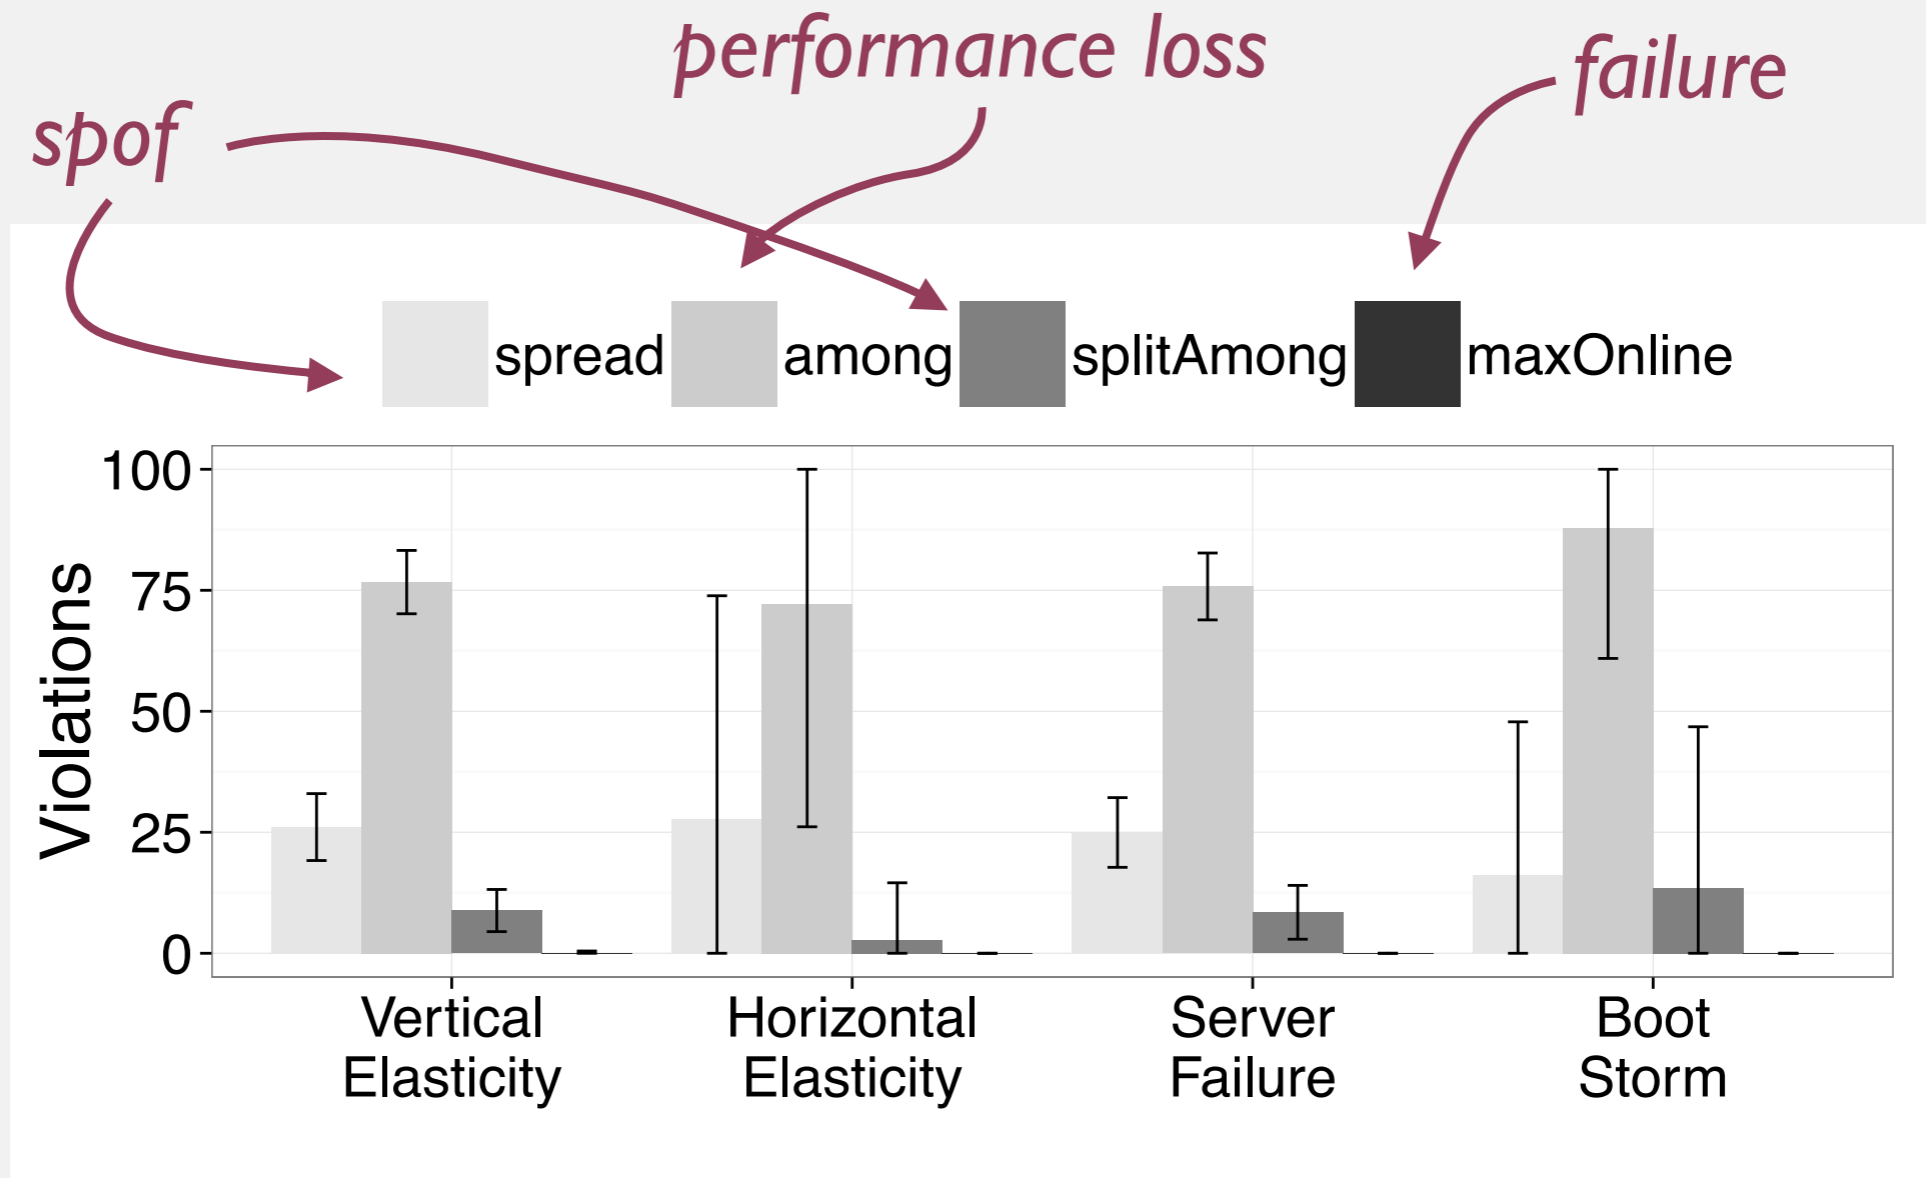 performance loss
failure
spof
spread among splitAmong maxOnline
Violations
100
75
50
25
0
Vertical Elasticity
Horizontal Elasticity
Server Failure
Boot Storm